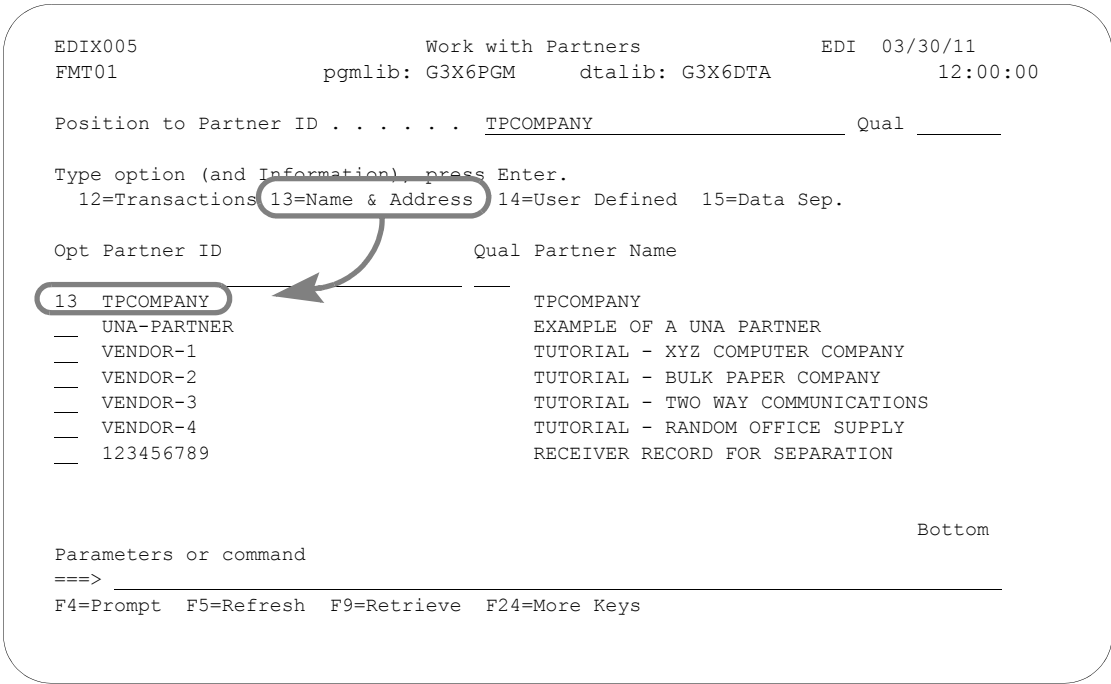 EDIX005 Work with Partners EDI 03/30/11
FMT01 pgmlib: G3X6PGM dtalib: G3X6DTA 12:00:00
Position to Partner ID . . . . . . TPCOMPANY Qual
Type option (and Information), press Enter.
12=Transactions 13=Name & Address 14=User Defined 15=Data Sep.
Opt Partner ID Qual Partner Name
13 TPCOMPANY TPCOMPANY
UNA-PARTNER EXAMPLE OF A UNA PARTNER
VENDOR-1 TUTORIAL - XYZ COMPUTER COMPANY
VENDOR-2 TUTORIAL - BULK PAPER COMPANY
VENDOR-3 TUTORIAL - TWO WAY COMMUNICATIONS
VENDOR-4 TUTORIAL - RANDOM OFFICE SUPPLY
123456789 RECEIVER RECORD FOR SEPARATION
Bottom
Parameters or command
===>
F4=Prompt F5=Refresh F9=Retrieve F24=More Keys